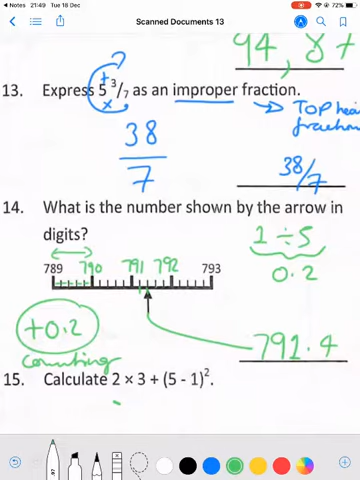 21:49 Tue 18 Dec
Scanned Documents 13
94, 87
13. Express 5 3/7 as an improper fraction.
+
×
→ TOP hea
fraction
38
7
38/7
14. What is the number shown by the arrow in
digits?
1 ÷ 5
0.2
789 790 791 792 793
+0.2
counting
791.4
15. Calculate 2 × 3 + (5 - 1)².